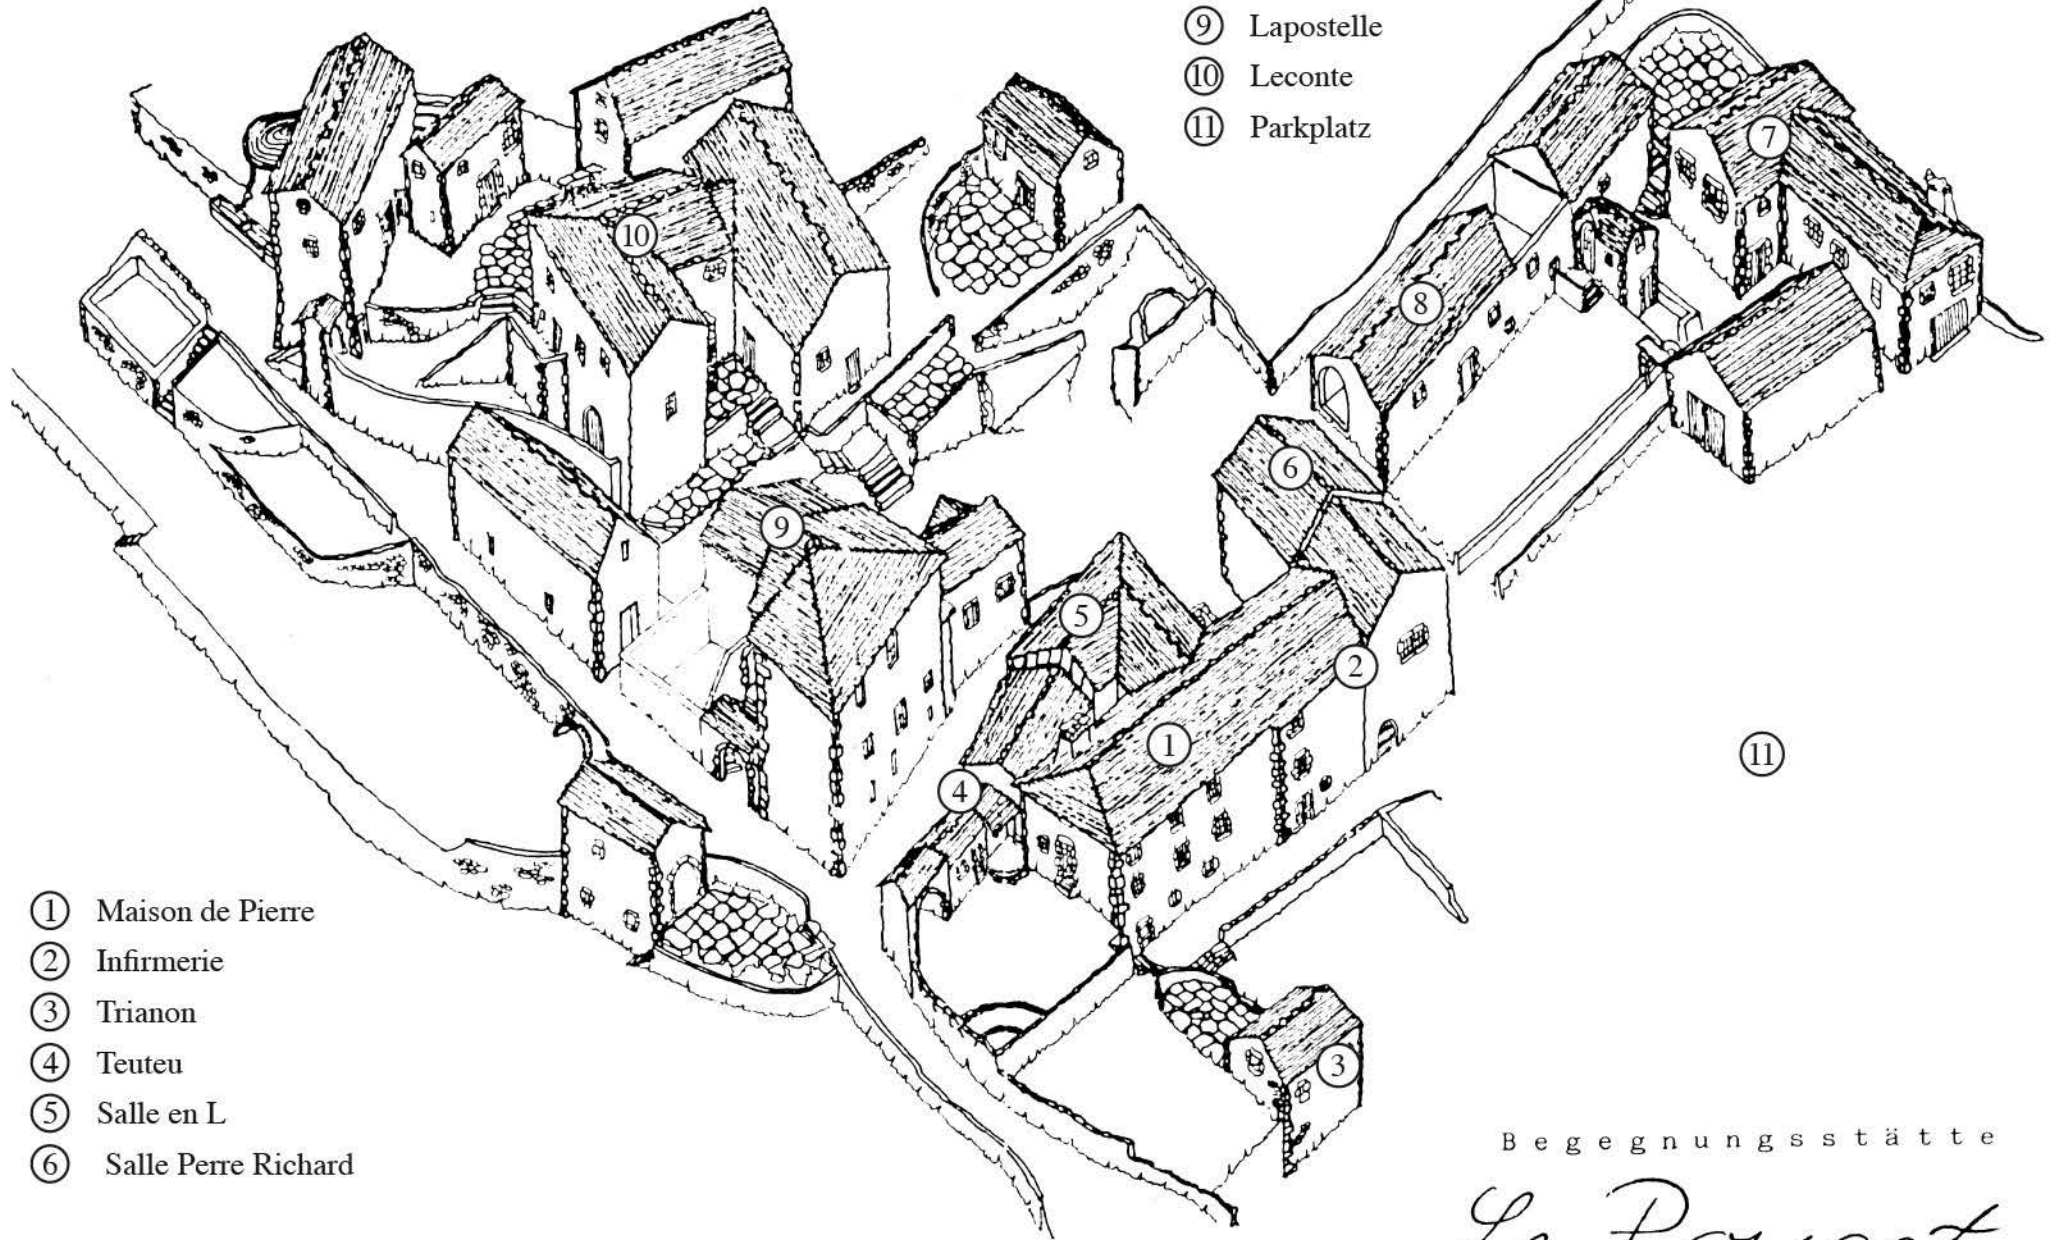 ⑨ Lapostelle
⑩ Leconte
⑪ Parkplatz
⑦
⑩
⑧
⑥
⑨
⑤
②
①
⑪
④
③
① Maison de Pierre
② Infirmerie
③ Trianon
④ Teuteu
⑤ Salle en L
⑥ Salle Perre Richard
Begegnungsstätte